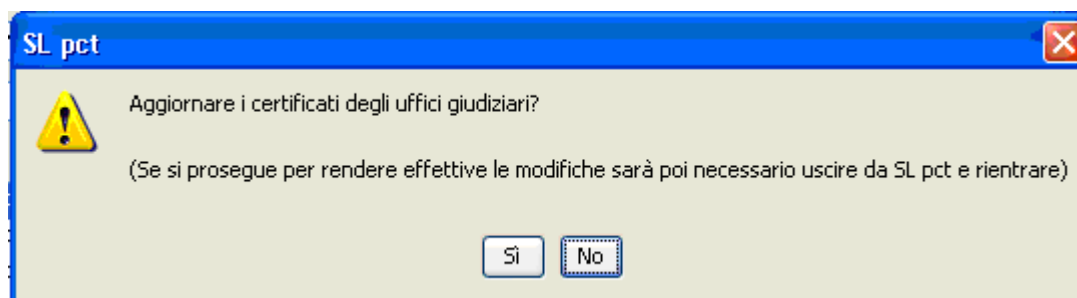 SL pct
Aggiornare i certificati degli uffici giudiziari?
(Se si prosegue per rendere effettive le modifiche sarà poi necessario uscire da SL pct e rientrare)
Sì
No